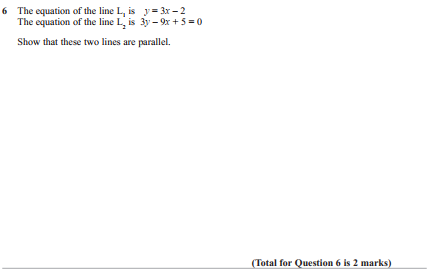 6 The equation of the line L₁ is y = 3x – 2
The equation of the line L₂ is 3y – 9x + 5 = 0
Show that these two lines are parallel.
(Total for Question 6 is 2 marks)